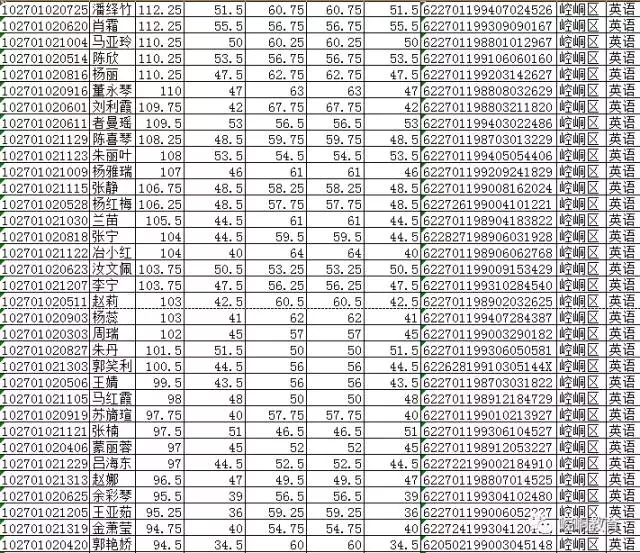 102701020725 潘绎竹 112.25 51.5 60.75 60.75 51.5 622701199407024526 崆峒区 英语
102701020620 肖霜 112.25 55.5 56.75 56.75 55.5 622701199309090167 崆峒区 英语
102701021004 马亚玲 110.25 50 60.25 60.25 50 622701198801012967 崆峒区 英语
102701020514 陈欣 110.25 53.5 56.75 56.75 53.5 622701199106060160 崆峒区 英语
102701020816 杨丽 110.25 47.5 62.75 62.75 47.5 622701199203142627 崆峒区 英语
102701020916 董永琴 110 47 63 63 47 622701198808032629 崆峒区 英语
102701020601 刘利霞 109.75 42 67.75 67.75 42 622701198803211820 崆峒区 英语
102701020611 者曼瑶 109.5 53 56.5 56.5 53 622701199403022486 崆峒区 英语
102701021129 陈喜琴 108.25 48.5 59.75 59.75 48.5 622701198703013229 崆峒区 英语
102701021123 朱丽叶 108 53.5 54.5 54.5 53.5 622701199405054406 崆峒区 英语
102701021009 杨雅瑞 107 46 61 61 46 622701199209241829 崆峒区 英语
102701021115 张静 106.75 48.5 58.25 58.25 48.5 622701199008162024 崆峒区 英语
102701020528 杨红梅 106.25 48.5 57.75 57.75 48.5 622726199004101221 崆峒区 英语
102701021030 兰苗 105.5 44.5 61 61 44.5 622701198904183822 崆峒区 英语
102701020818 张宁 104 44.5 59.5 59.5 44.5 622827198906031928 崆峒区 英语
102701021122 冶小红 104 40 64 64 40 622701198906062768 崆峒区 英语
102701020623 汝文佩 103.75 50.5 53.25 53.25 50.5 622701199009153429 崆峒区 英语
102701021207 李宁 103.75 47.5 56.25 56.25 47.5 622701199310284540 崆峒区 英语
102701020511 赵莉 103 42.5 60.5 60.5 42.5 622701198902032625 崆峒区 英语
102701020903 杨蕊 103 41 62 62 41 622701199407284387 崆峒区 英语
102701020303 周瑞 102 45 57 57 45 622701199003290182 崆峒区 英语
102701020827 朱丹 101.5 51.5 50 50 51.5 622701199306050581 崆峒区 英语
102701021303 郭笑利 100.5 44.5 56 56 44.5 62262819910305144X 崆峒区 英语
102701020506 王婧 99.5 43.5 56 56 43.5 622701198703031822 崆峒区 英语
102701021105 马红霞 98 48 50 50 48 622701198912184729 崆峒区 英语
102701020919 苏旖瑄 97.75 40 57.75 57.75 40 622701199010213927 崆峒区 英语
102701021121 张楠 97.5 51 46.5 46.5 51 622701199306104527 崆峒区 英语
102701020406 蒙丽蓉 97 45 52 52 45 622701198912053227 崆峒区 英语
102701021229 吕海东 97 44.5 52.5 52.5 44.5 622722199002184910 崆峒区 英语
102701021313 赵娜 96.5 47 49.5 49.5 47 622701198807014525 崆峒区 英语
102701020625 余彩琴 95.5 39 56.5 56.5 39 622701199304102480 崆峒区 英语
102701021205 王亚茹 95.25 36 59.25 59.25 36 崆峒区 英语
102701021319 金潇莹 94.75 40 54.75 54.75 40 崆峒区 英语
102701020420 郭艳娇 94.5 34.5 60 60 34.5 620502199003045148 崆峒区 英语